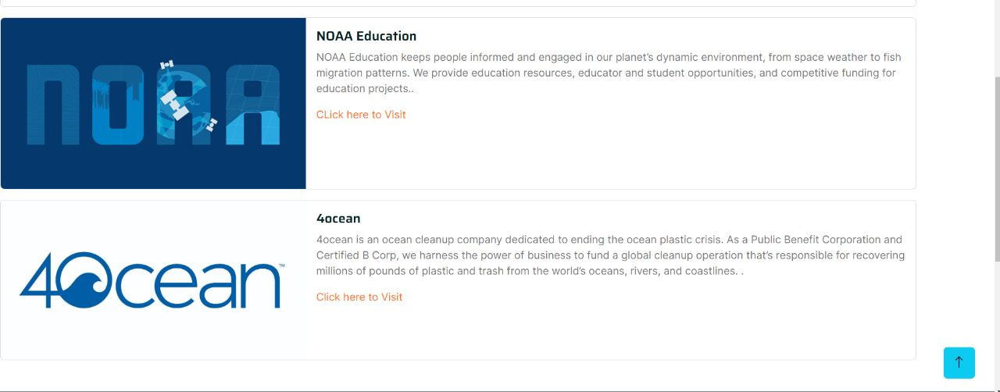 NOAA
NOAA Education
NOAA Education keeps people informed and engaged in our planet’s dynamic environment, from space weather to fish
migration patterns. We provide education resources, educator and student opportunities, and competitive funding for
education projects..
CLick here to Visit
4ocean™
4ocean
4ocean is an ocean cleanup company dedicated to ending the ocean plastic crisis. As a Public Benefit Corporation and
Certified B Corp, we harness the power of business to fund a global cleanup operation that’s responsible for recovering
millions of pounds of plastic and trash from the world’s oceans, rivers, and coastlines. .
Click here to Visit